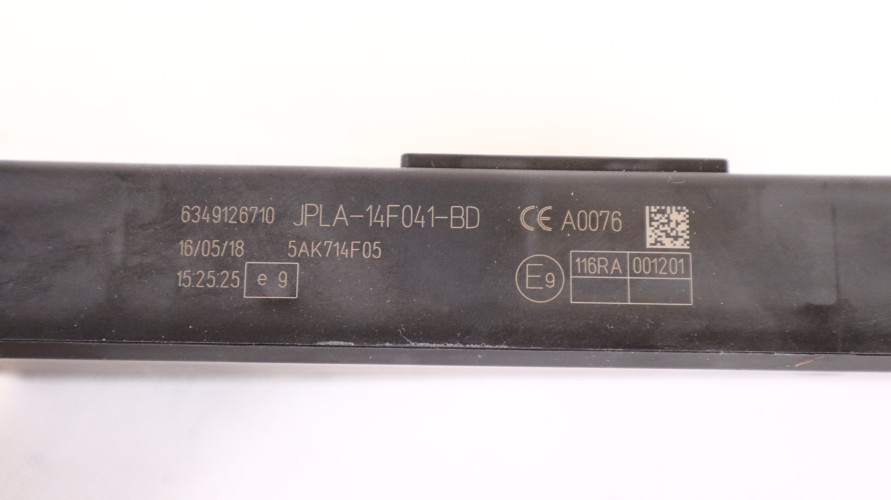 6349126710 JPLA-14F041-BD CE A0076
16/05/18 5AK714F05
15.25.25 e 9
E9 116RA 001201